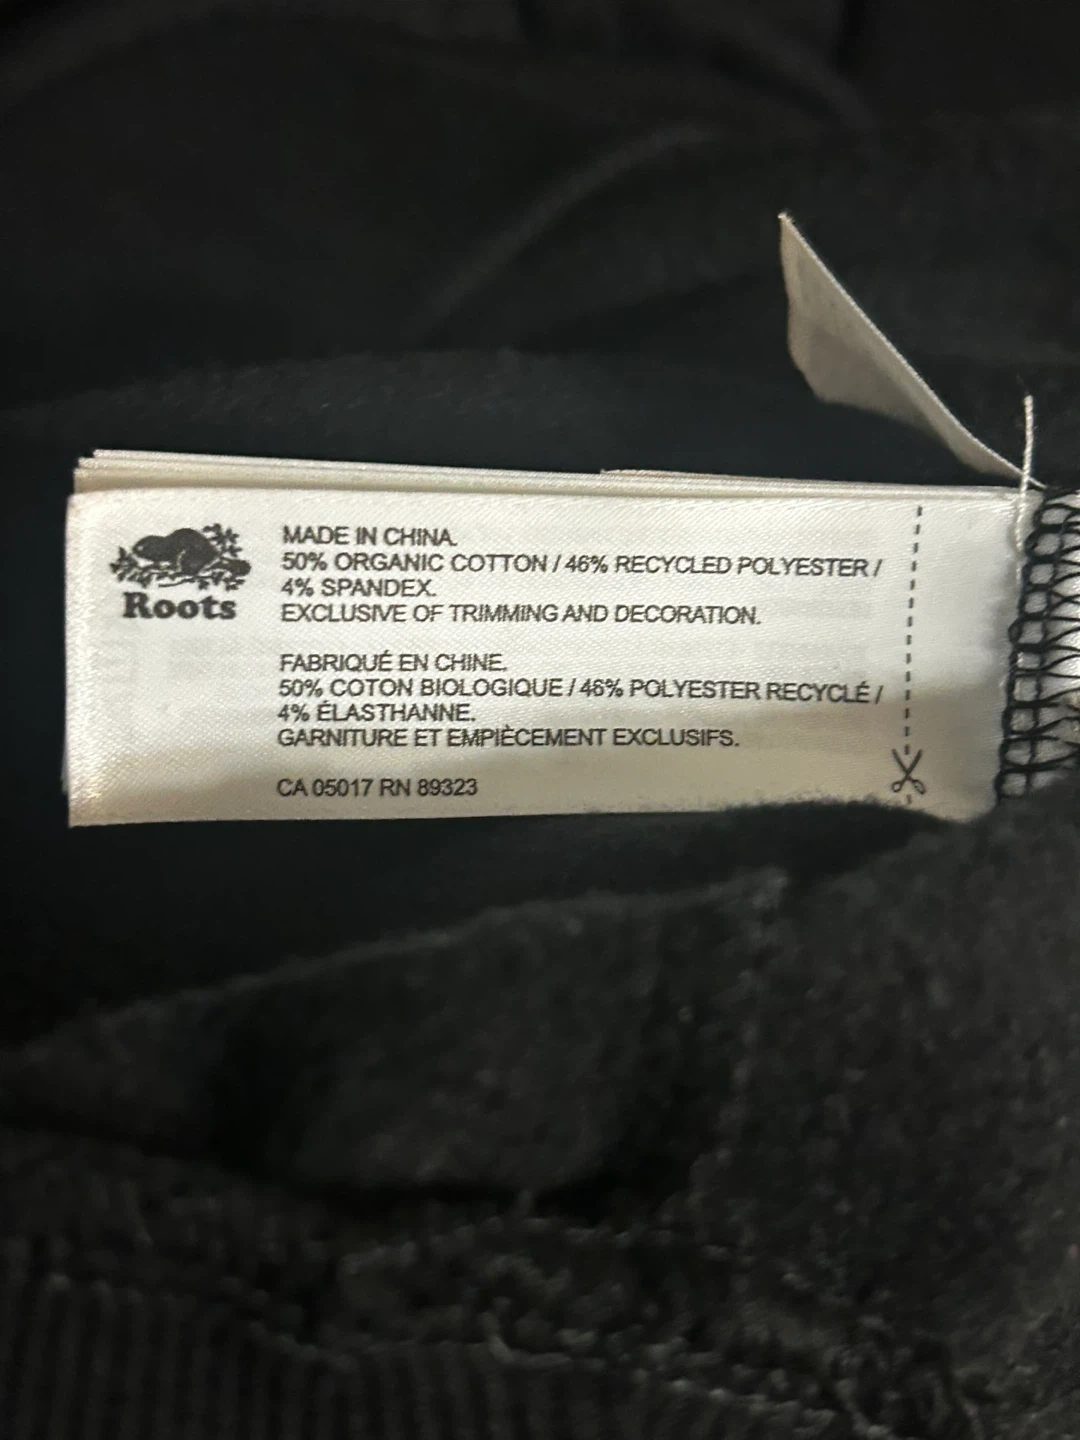 Roots
MADE IN CHINA.
50% ORGANIC COTTON / 46% RECYCLED POLYESTER /
4% SPANDEX.
EXCLUSIVE OF TRIMMING AND DECORATION.
FABRIQUÉ EN CHINE.
50% COTON BIOLOGIQUE / 46% POLYESTER RECYCLÉ /
4% ÉLASTHANNE.
GARNITURE ET EMPIÈCEMENT EXCLUSIFS.
CA 05017 RN 89323